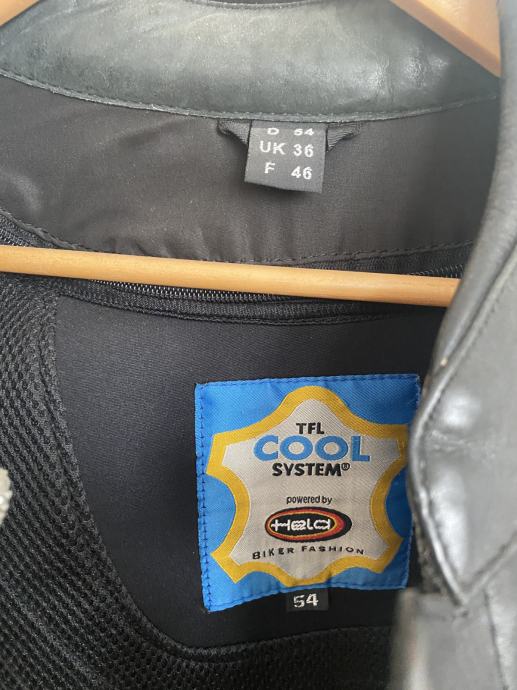 D 54
UK 36
F 46
TFL
COOL
SYSTEM®
powered by
Held
BIKER FASHION
54